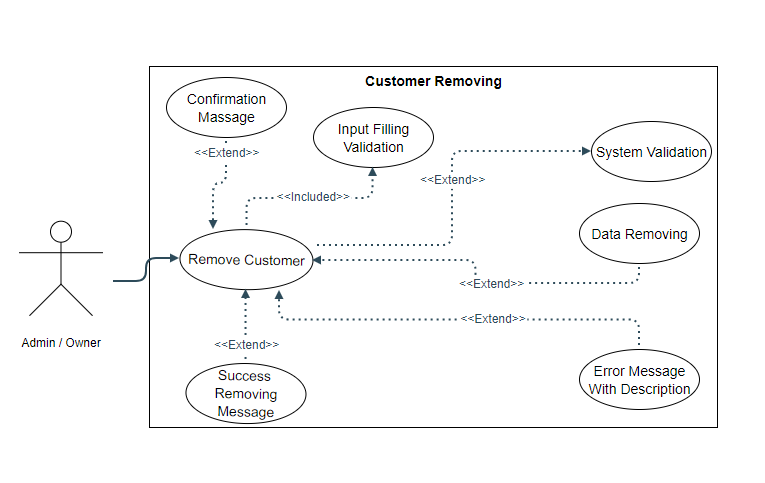 Customer Removing
Confirmation
Massage
<<Extend>>
Input Filling
Validation
<<Included>>
System Validation
<<Extend>>
Data Removing
Remove Customer
<<Extend>>
<<Extend>>
Admin / Owner
<<Extend>>
Success
Removing
Message
Error Message
With Description